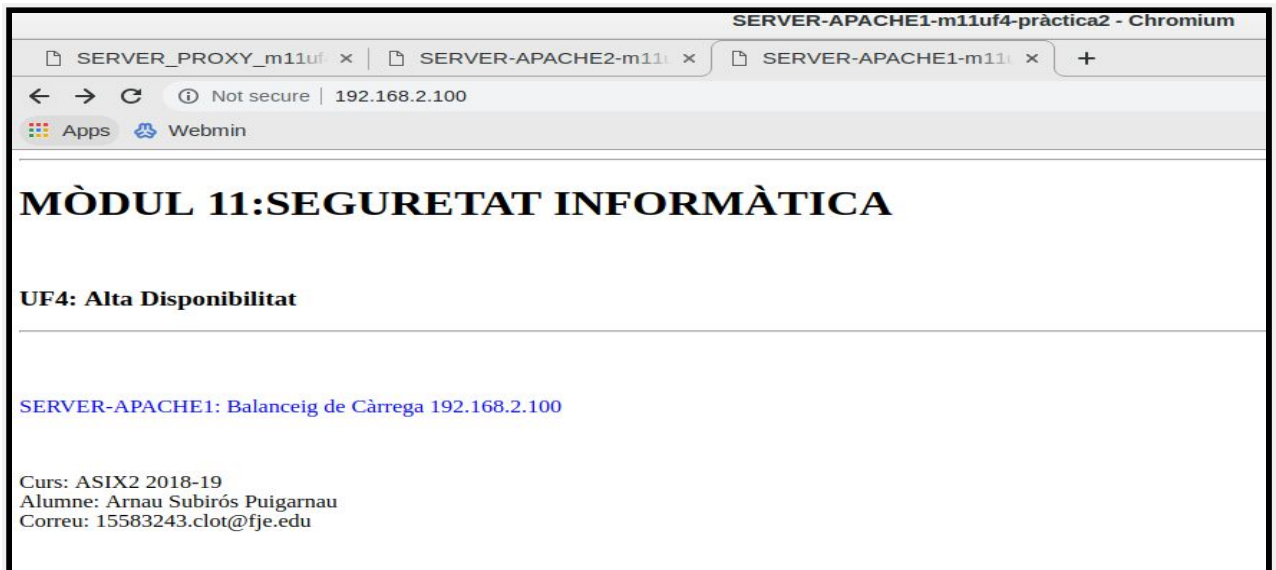 SERVER-APACHE1-m11uf4-pràctica2 - Chromium
SERVER_PROXY_m11uf SERVER-APACHE2-m11u SERVER-APACHE1-m11u
Not secure | 192.168.2.100
Apps Webmin
MÒDUL 11:SEGURETAT INFORMÀTICA
UF4: Alta Disponibilitat
SERVER-APACHE1: Balanceig de Càrrega 192.168.2.100
Curs: ASIX2 2018-19
Alumne: Arnau Subirós Puigarnau
Correu: 15583243.clot@fje.edu